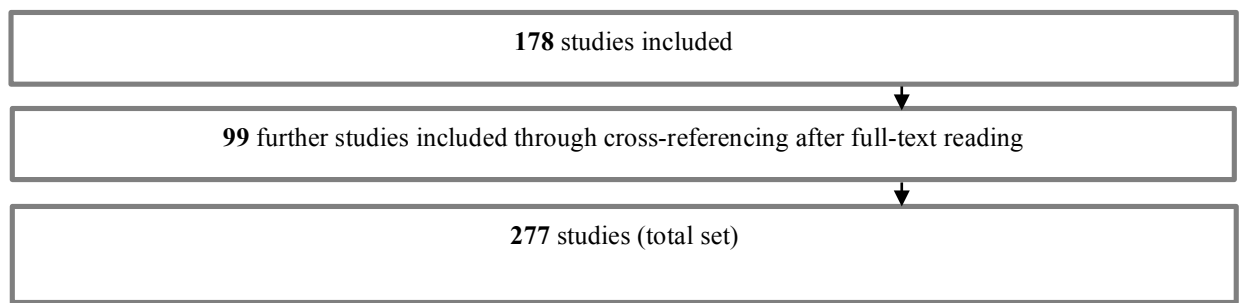 178 studies included
99 further studies included through cross-referencing after full-text reading
277 studies (total set)